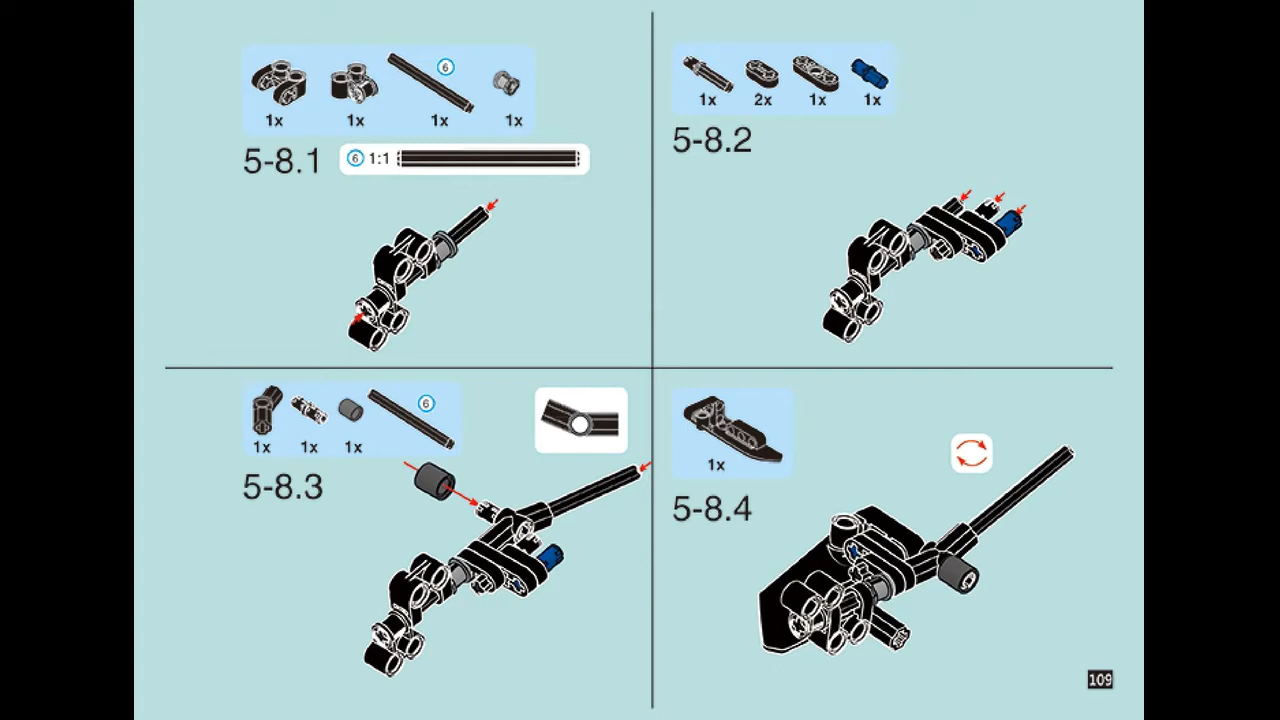 6
1x 1x 1x 1x
5-8.1
6 1:1
1x 2x 1x 1x
5-8.2
6
1x 1x 1x
5-8.3
1x
5-8.4
109